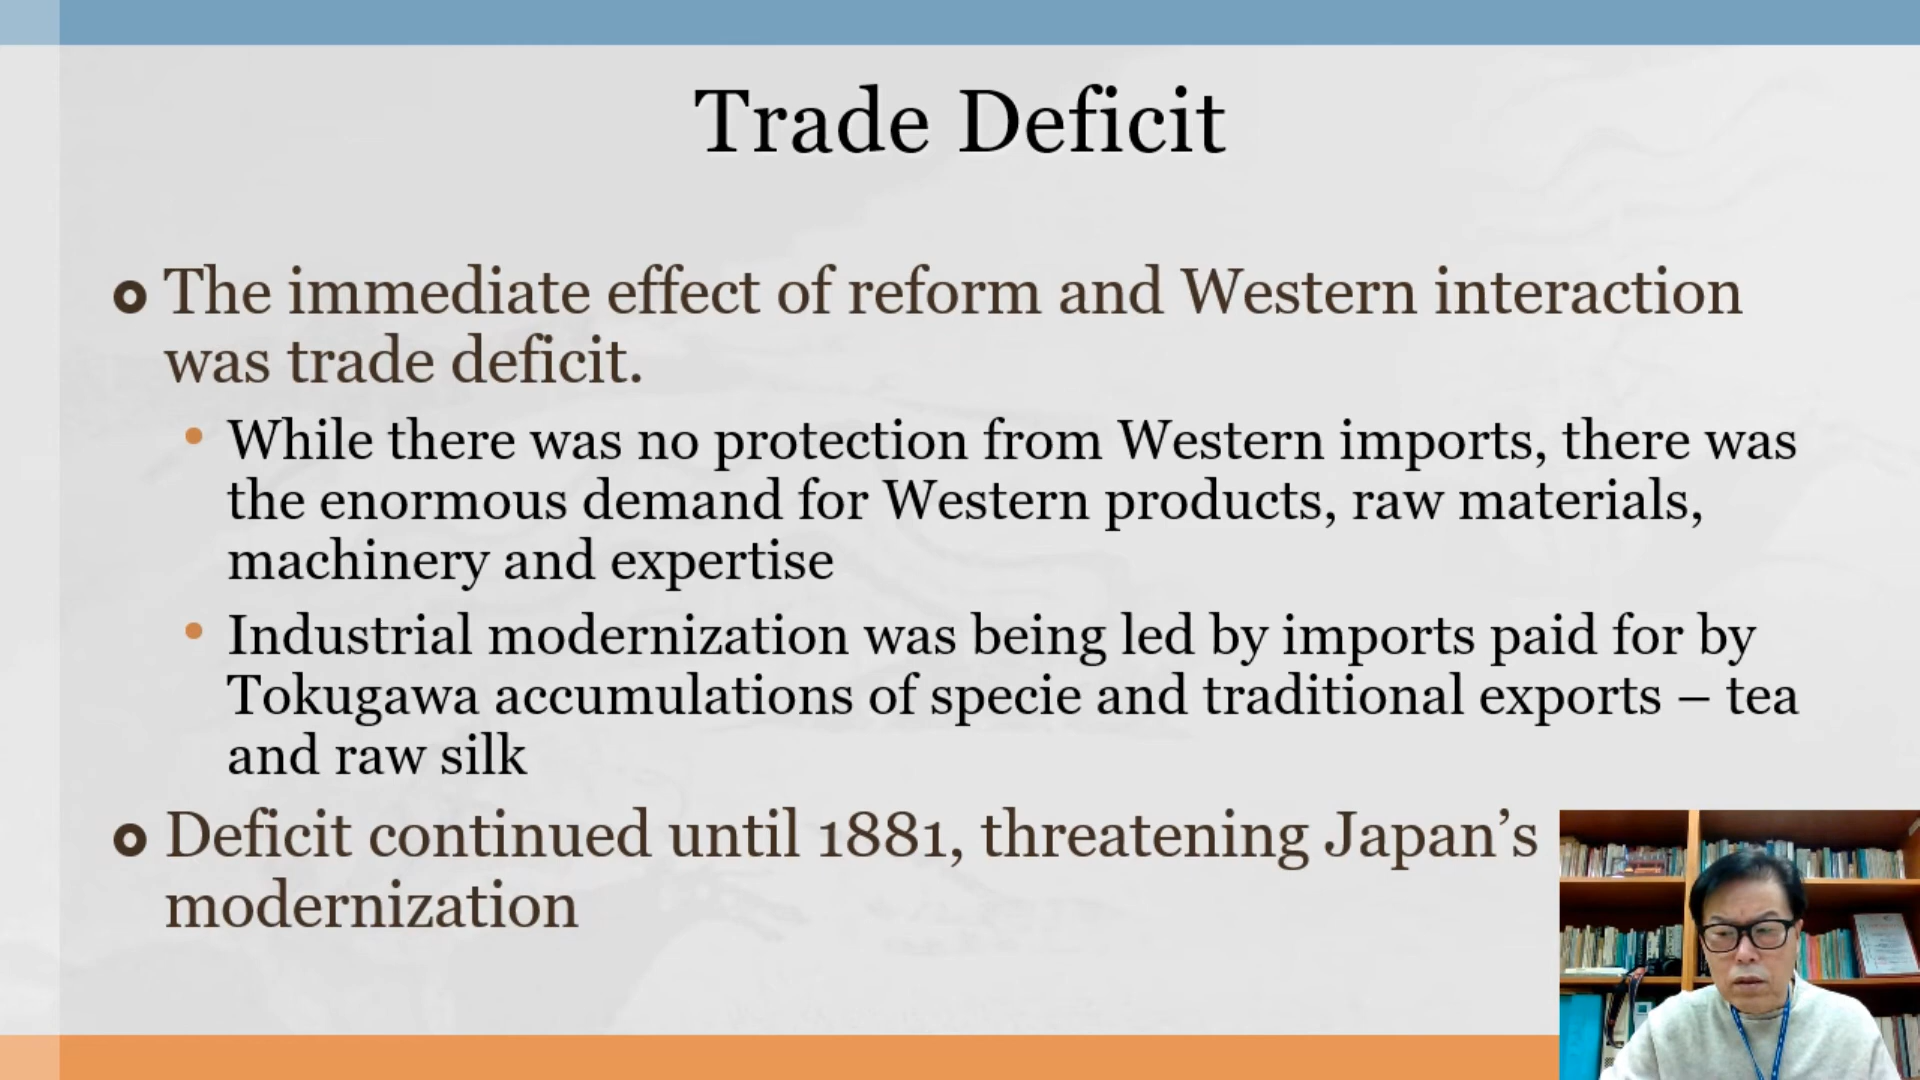 Trade Deficit
The immediate effect of reform and Western interaction
was trade deficit.
While there was no protection from Western imports, there was
the enormous demand for Western products, raw materials,
machinery and expertise
Industrial modernization was being led by imports paid for by
Tokugawa accumulations of specie and traditional exports – tea
and raw silk
Deficit continued until 1881, threatening Japan’s
modernization